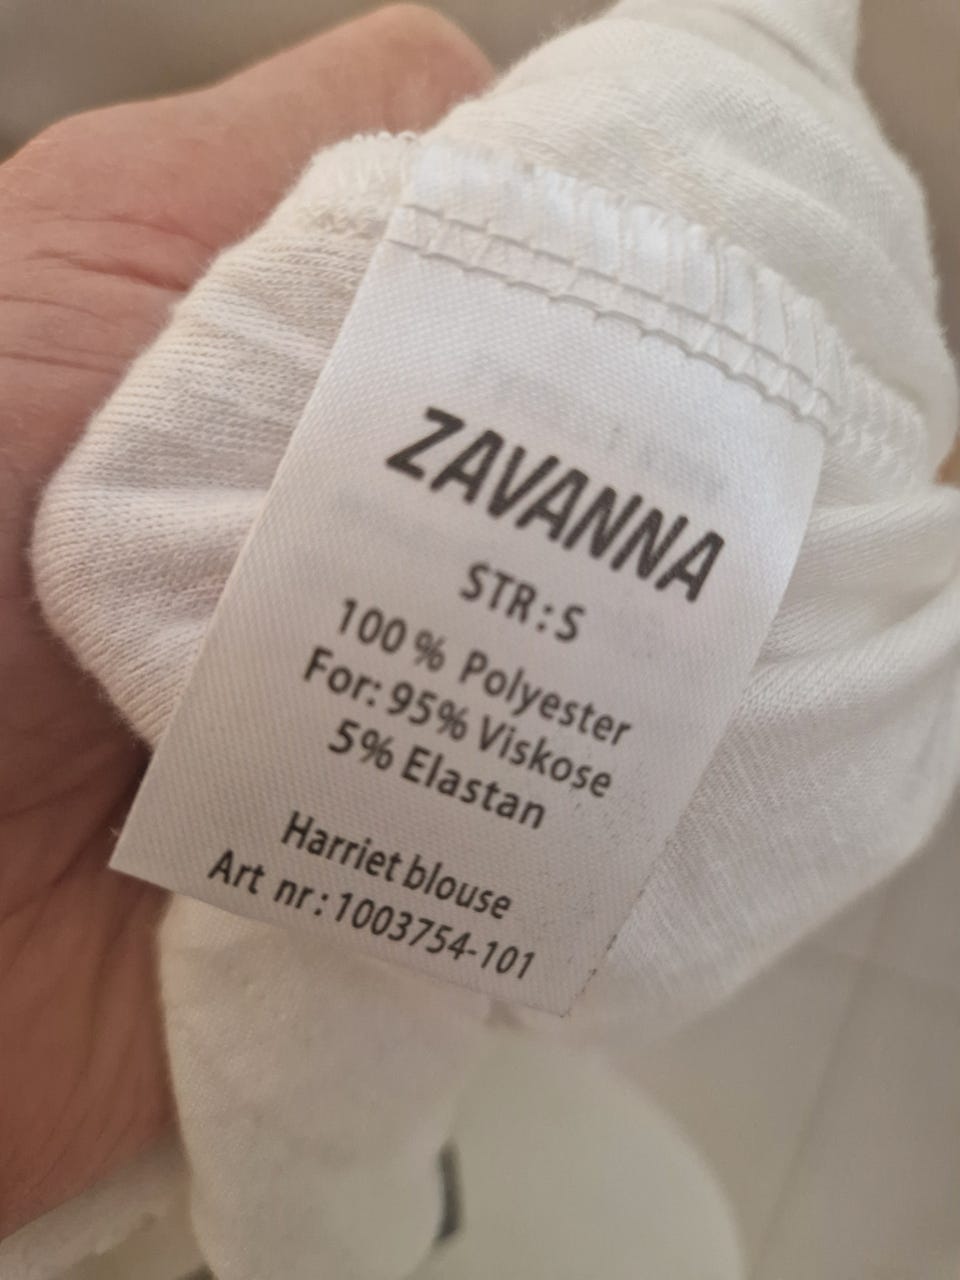 ZAVANNA
STR:S
100% Polyester
For: 95% Viskose
5% Elastan
Harriet blouse
Art nr:1003754-101